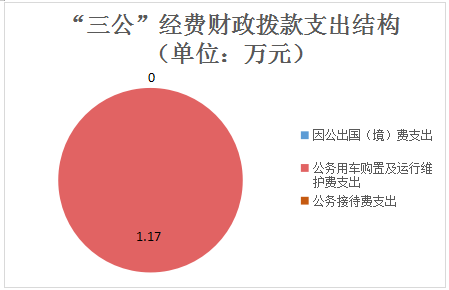 “三公”经费财政拨款支出结构
（单位：万元）
0
1.17
因公出国（境）费支出
公务用车购置及运行维
护费支出
公务接待费支出